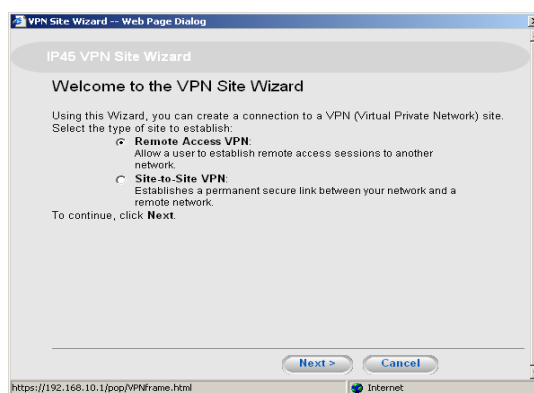 VPN Site Wizard -- Web Page Dialog
IP45 VPN Site Wizard
Welcome to the VPN Site Wizard
Using this Wizard, you can create a connection to a VPN (Virtual Private Network) site.
Select the type of site to establish:
Remote Access VPN:
Allow a user to establish remote access sessions to another
network.
Site-to-Site VPN:
Establishes a permanent secure link between your network and a
remote network.
To continue, click Next.
Next >
Cancel
https://192.168.10.1/pop/VPNframe.html
Internet